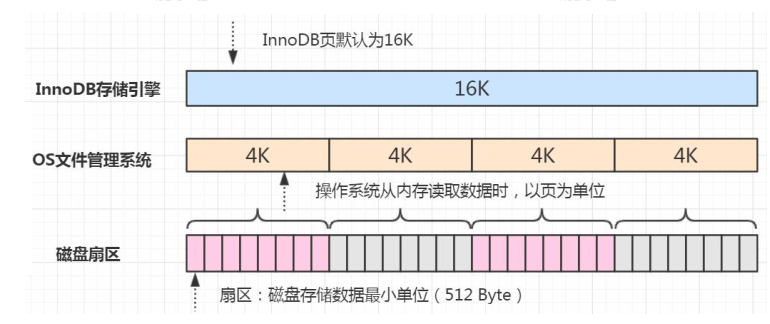 InnoDB页默认为16K
InnoDB存储引擎
16K
OS文件管理系统
4K 4K 4K 4K
操作系统从内存读取数据时，以页为单位
磁盘扇区
扇区：磁盘存储数据最小单位（512 Byte）